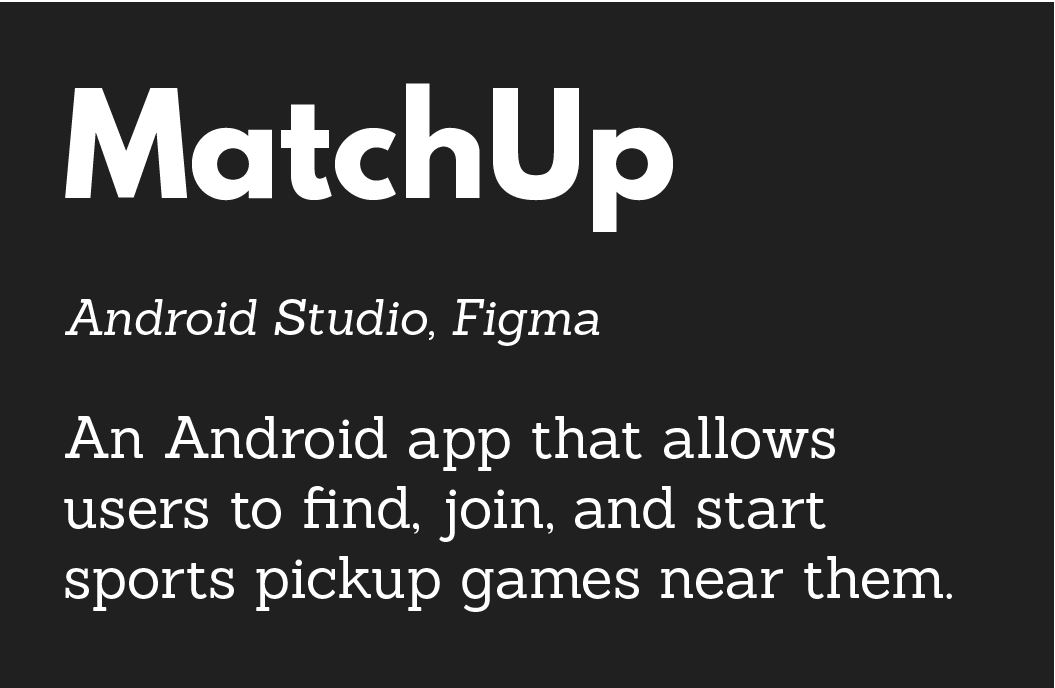 MatchUp
Android Studio, Figma
An Android app that allows
users to find, join, and start
sports pickup games near them.